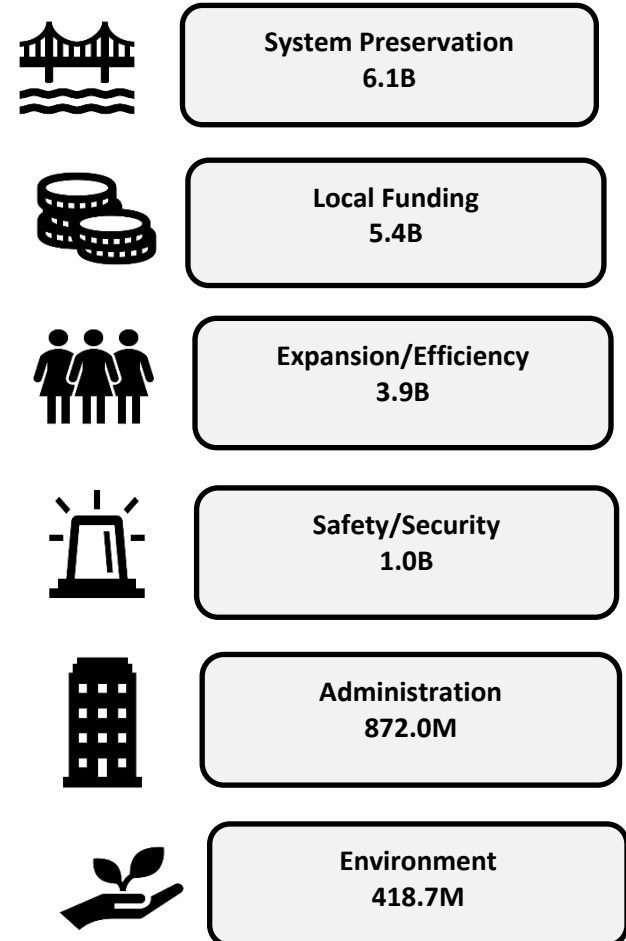 System Preservation
6.1B
Local Funding
5.4B
Expansion/Efficiency
3.9B
Safety/Security
1.0B
Administration
872.0M
Environment
418.7M